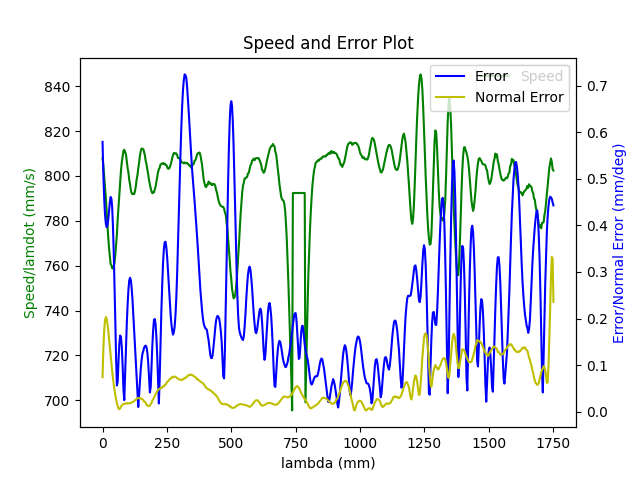 Speed and Error Plot
Speed
Error
Normal Error
840
820
800
780
760
740
720
700
0.7
0.6
0.5
0.4
0.3
0.2
0.1
0.0
0 250 500 750 1000 1250 1500 1750
lambda (mm)
Speed/lamdot (mm/s)
Error/Normal Error (mm/deg)